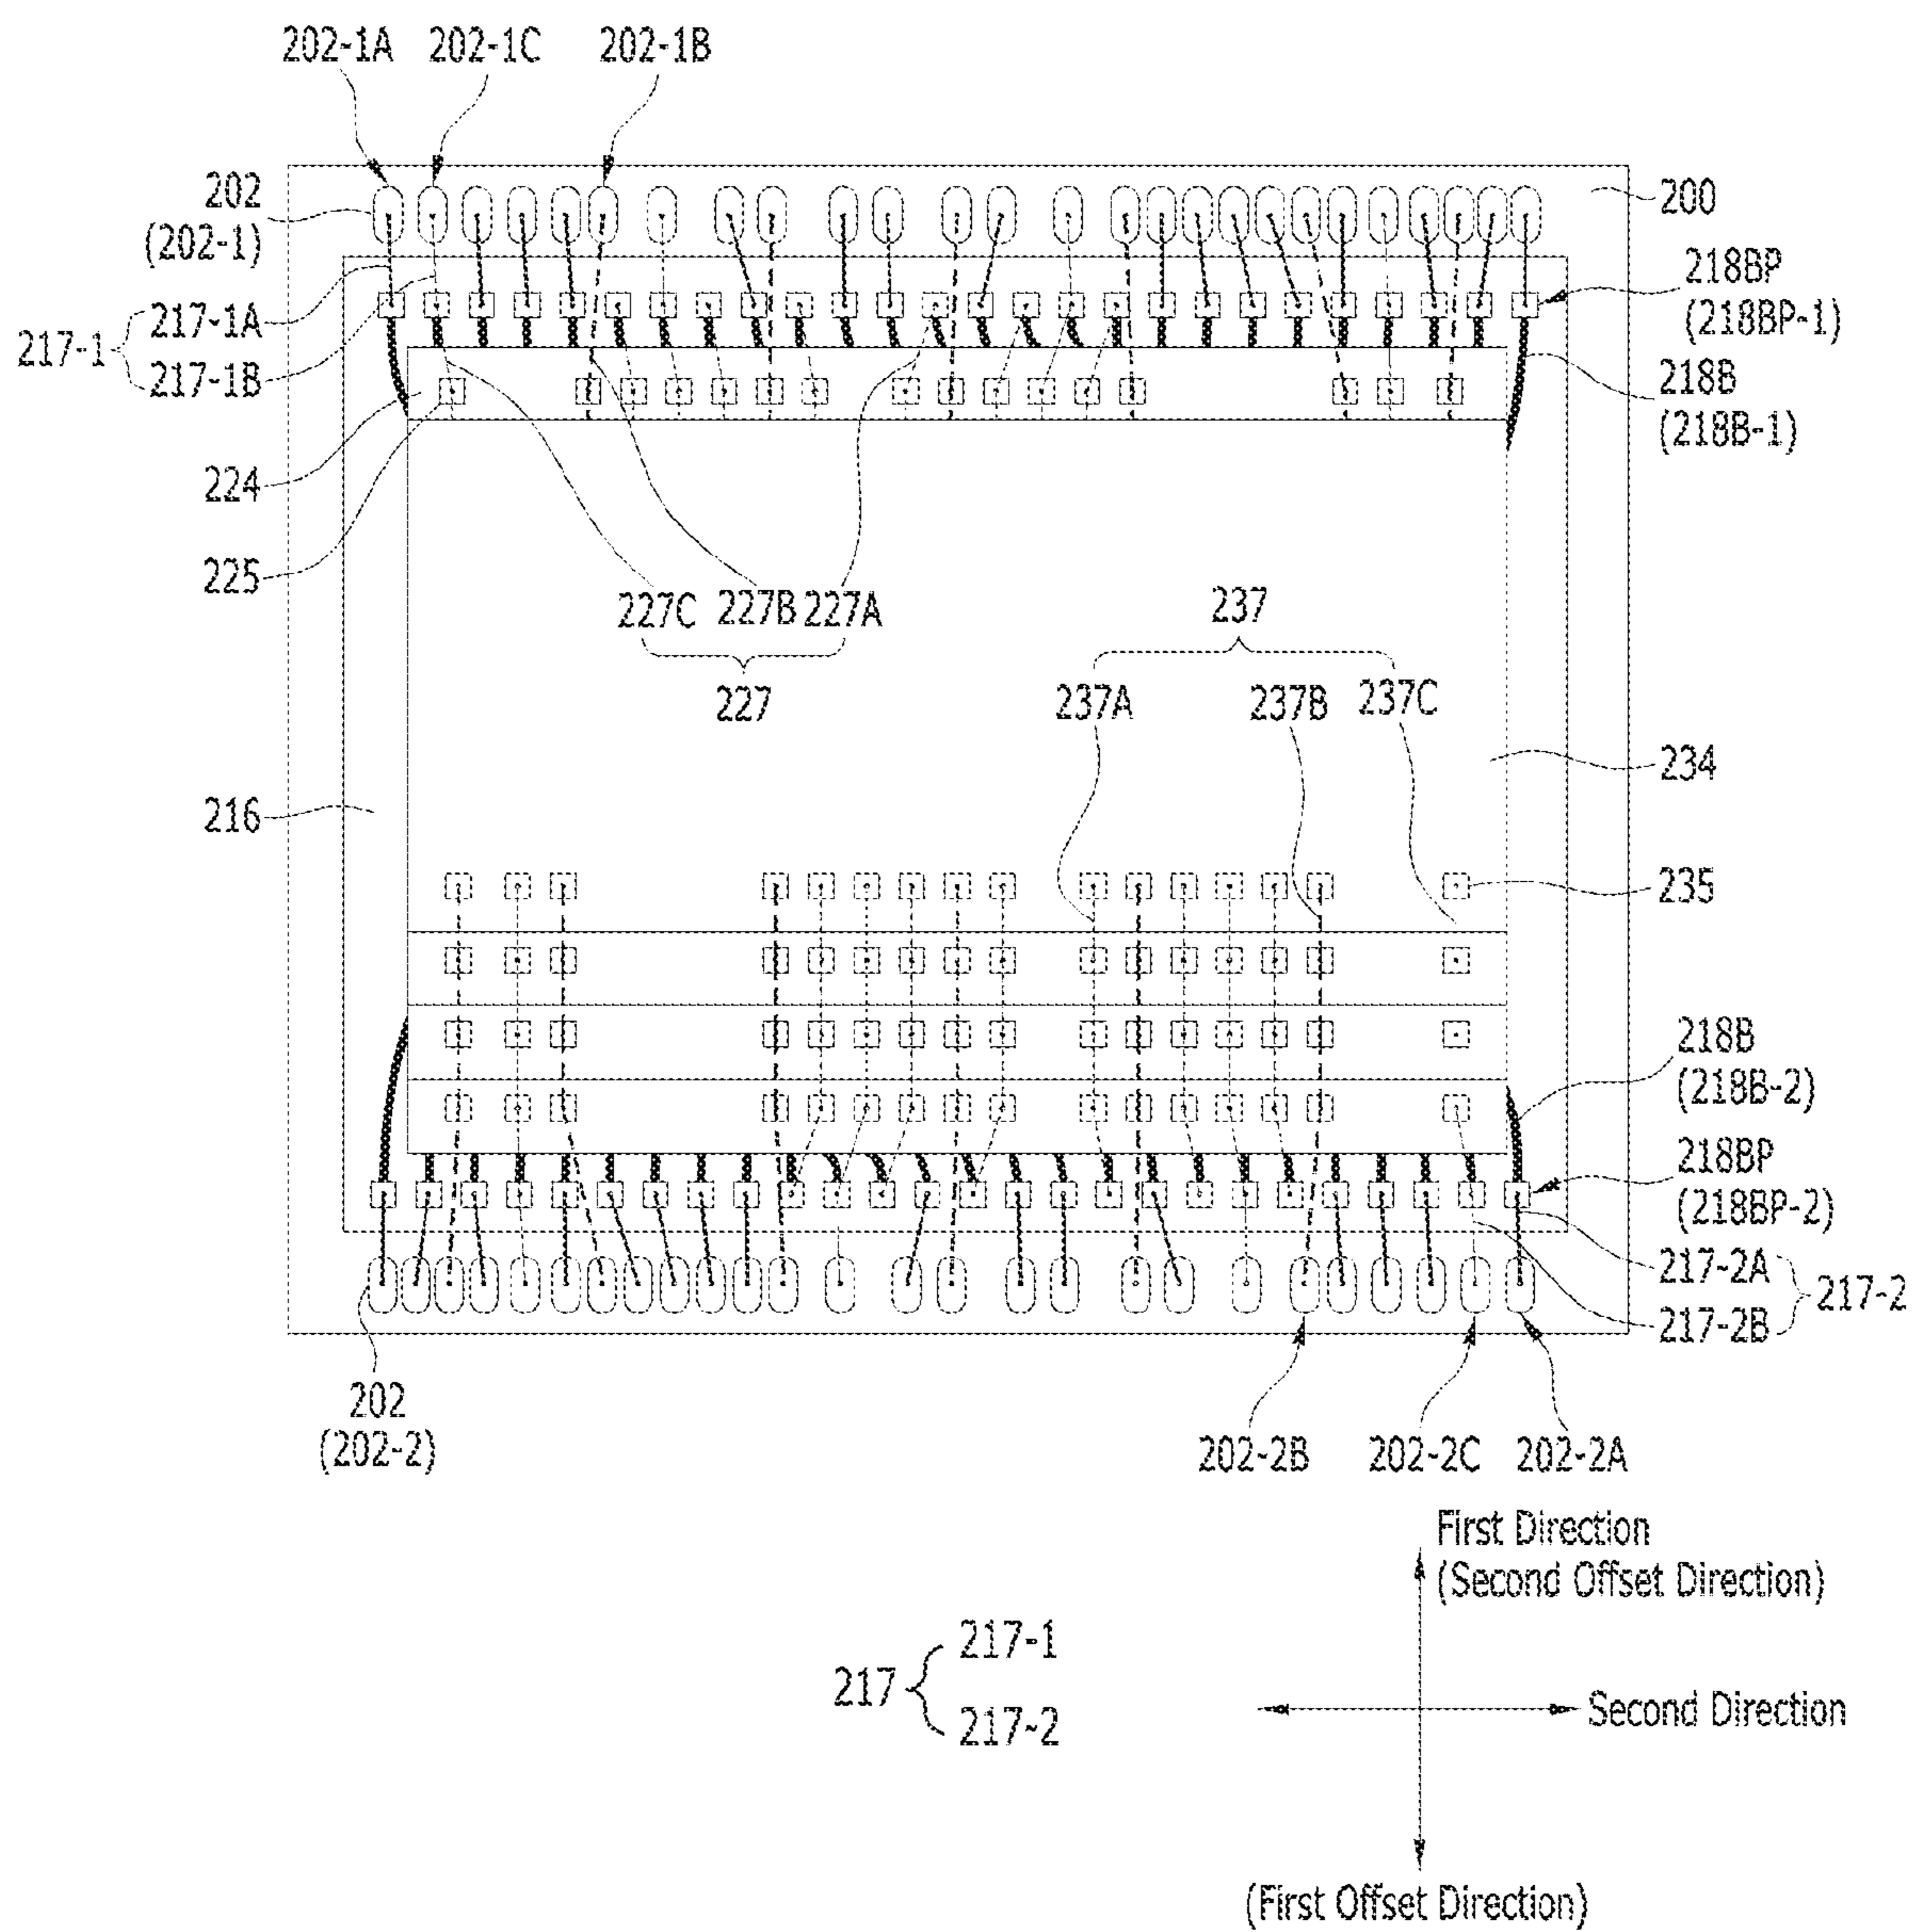 202-1A 202-1C 202-1B
202
(202-1)
200
217-1
217-1A
217-1B
218BP
(218BP-1)
218B
(218B-1)
224
225
227C 227B 227A
227
237
237A 237B 237C
216
234
235
218B
(218B-2)
218BP
(218BP-2)
217-2A
217-2B
217-2
202
(202-2)
202-2B 202-2C 202-2A
First Direction
(Second Offset Direction)
217
217-1
217-2
Second Direction
(First Offset Direction)